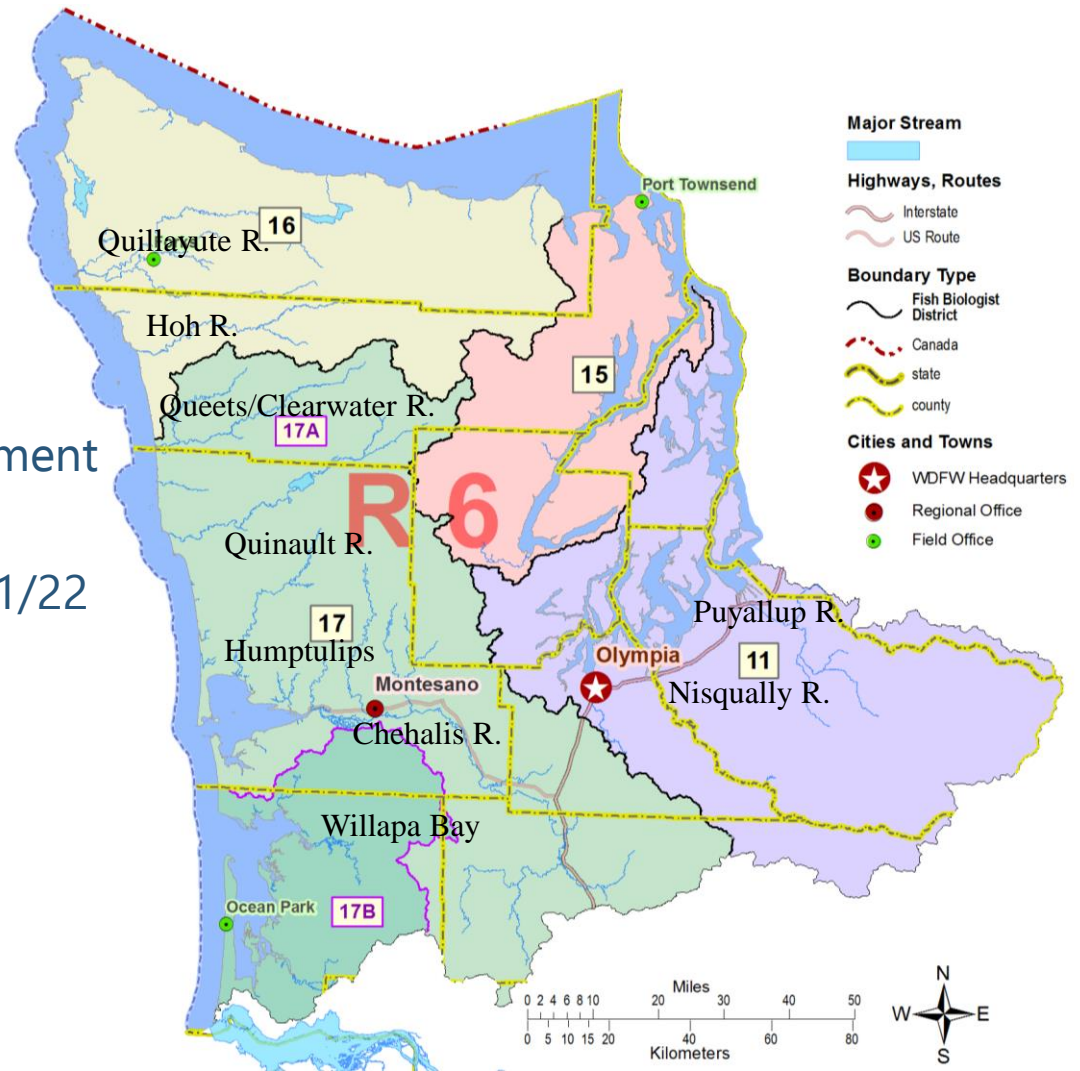 Port Townsend
16
Quillayute R.
Hoh R.
15
Queets/Clearwater R.
17A
ment
R 6
Quinault R.
1/22
Puyallup R.
17
Humptulips
Olympia
11
Montesano
Nisqually R.
Chehalis R.
Willapa Bay
Ocean Park
17B
Major Stream
Highways, Routes
Interstate
US Route
Boundary Type
Fish Biologist
District
Canada
state
county
Cities and Towns
WDFW Headquarters
Regional Office
Field Office
Miles
0 2 4 6 8 10 20 30 40 50
0 5 10 15 20 40 60 80
Kilometers
N
W E
S